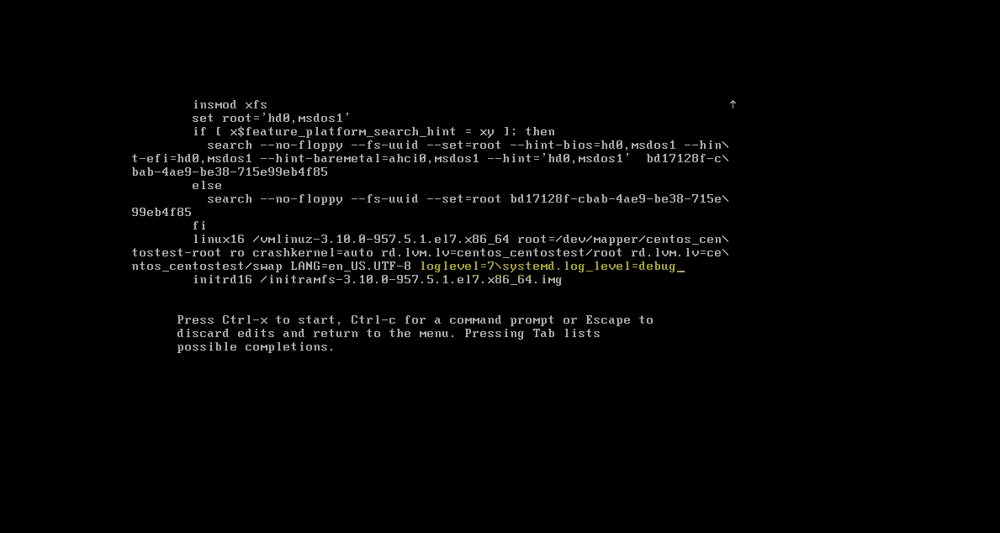 insmod xfs ↑
set root='hd0,msdos1'
if [ x$feature_platform_search_hint = xy ]; then
search --no-floppy --fs-uuid --set=root --hint-bios=hd0,msdos1 --hin\
t-efi=hd0,msdos1 --hint-baremetal=ahci0,msdos1 --hint='hd0,msdos1'  bd17128f-c\
bab-4ae9-be38-715e99eb4f85
else
search --no-floppy --fs-uuid --set=root bd17128f-cbab-4ae9-be38-715e\
99eb4f85
fi
linux16 /vmlinuz-3.10.0-957.5.1.el7.x86_64 root=/dev/mapper/centos_cen\
tostest-root ro crashkernel=auto rd.lvm.lv=centos_centostest/root rd.lvm.lv=ce\
ntos_centostest/swap LANG=en_US.UTF-8 loglevel=7\systemd.log_level=debug_
initrd16 /initramfs-3.10.0-957.5.1.el7.x86_64.img
Press Ctrl-x to start, Ctrl-c for a command prompt or Escape to
discard edits and return to the menu. Pressing Tab lists
possible completions.